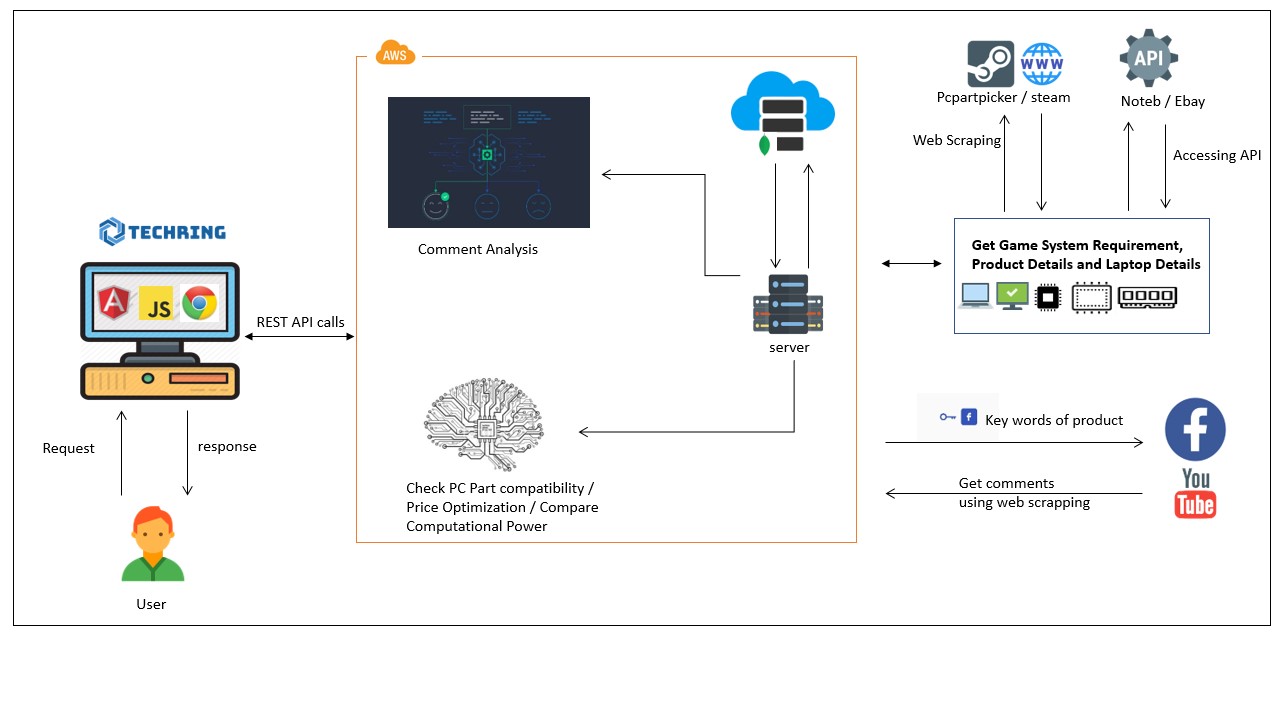 AWS
Pcpartpicker / steam
WWW
API
Noteb / Ebay
Web Scraping
Accessing API
TECHRING
JS
Comment Analysis
Get Game System Requirement,
Product Details and Laptop Details
REST API calls
server
Request
response
Key words of product
Get comments
using web scrapping
You
Tube
Check PC Part compatibility /
Price Optimization / Compare
Computational Power
User